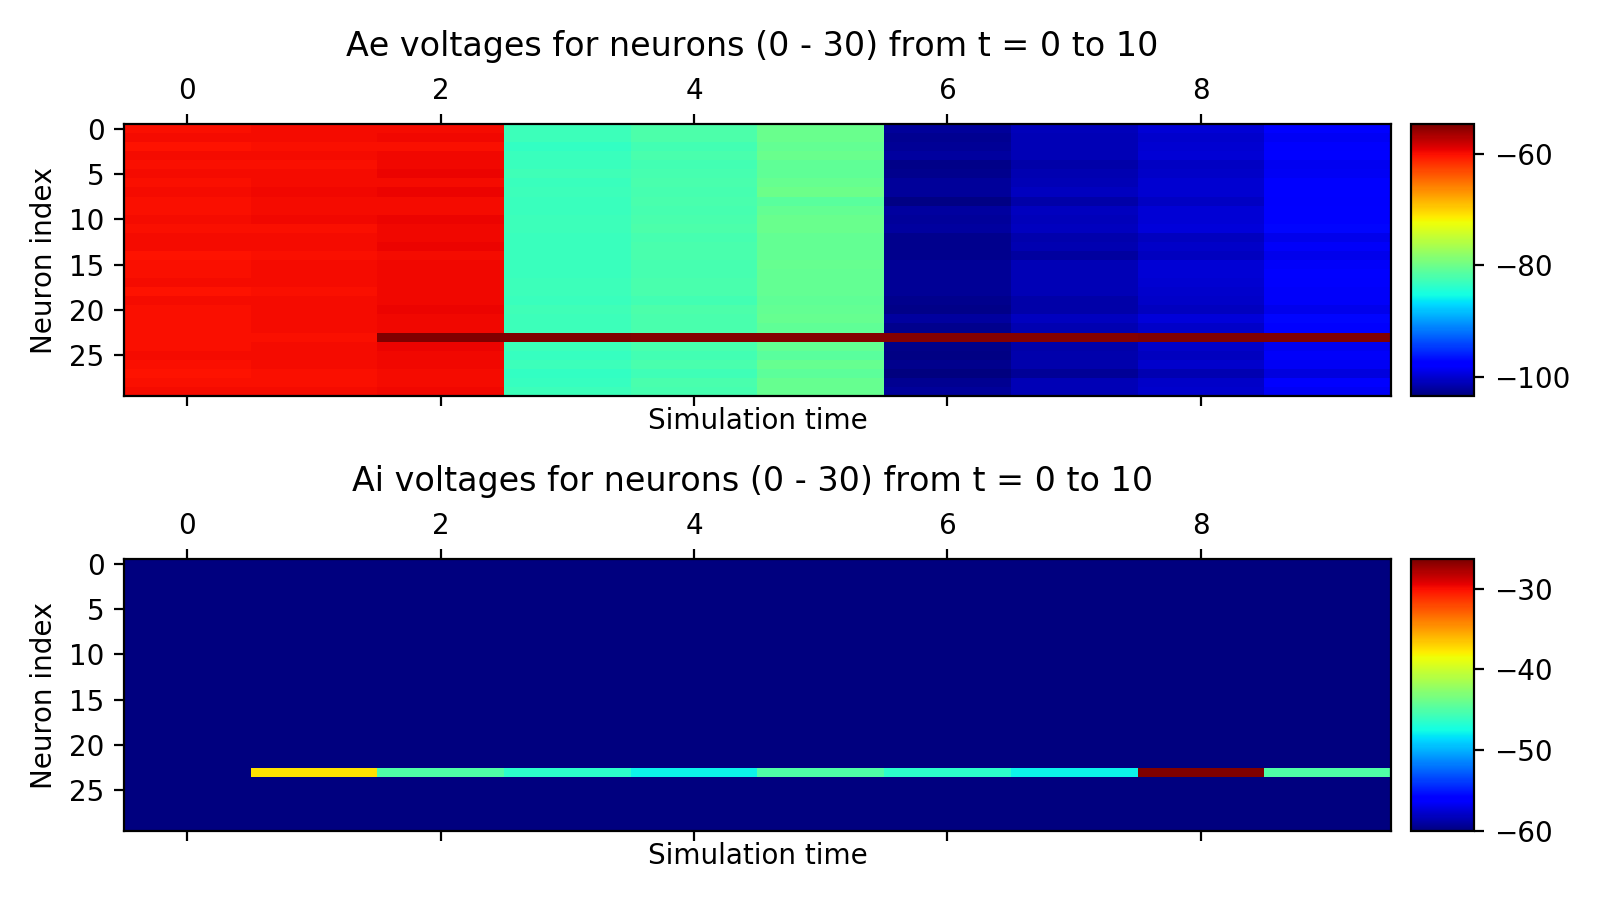 Ae voltages for neurons (0 - 30) from t = 0 to 10
0 2 4 6 8
Neuron index
0
5
10
15
20
25
−60
−80
−100
Simulation time
Ai voltages for neurons (0 - 30) from t = 0 to 10
0 2 4 6 8
Neuron index
0
5
10
15
20
25
−30
−40
−50
−60
Simulation time